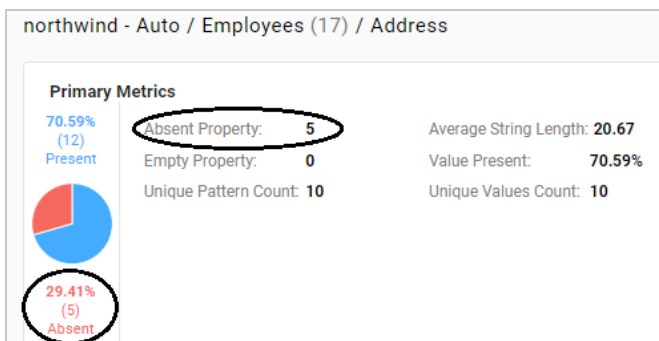 northwind - Auto / Employees (17) / Address
Primary Metrics
70.59%
(12)
Present
29.41%
(5)
Absent
Absent Property: 5
Empty Property: 0
Unique Pattern Count: 10
Average String Length: 20.67
Value Present: 70.59%
Unique Values Count: 10